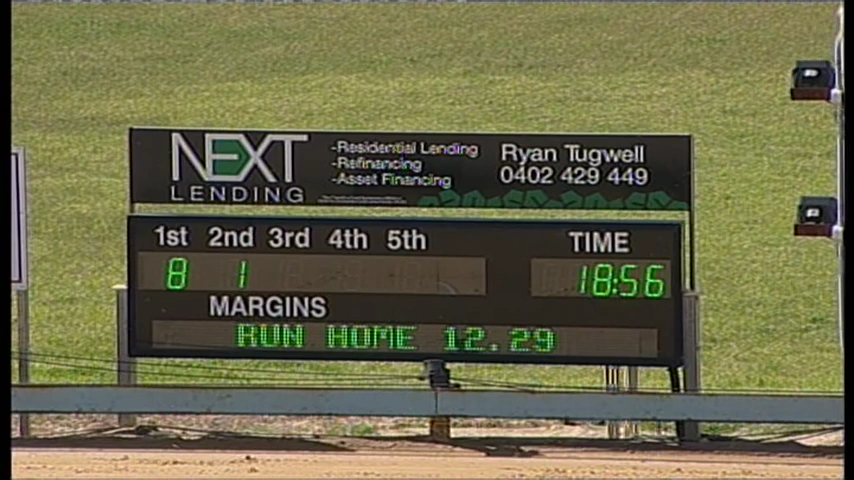 NEXT
LENDING
-Residential Lending
-Refinancing
-Asset Financing
Ryan Tugwell
0402 429 449
1st 2nd 3rd 4th 5th TIME
8 1 18:56
MARGINS
RUN HOME 12.29